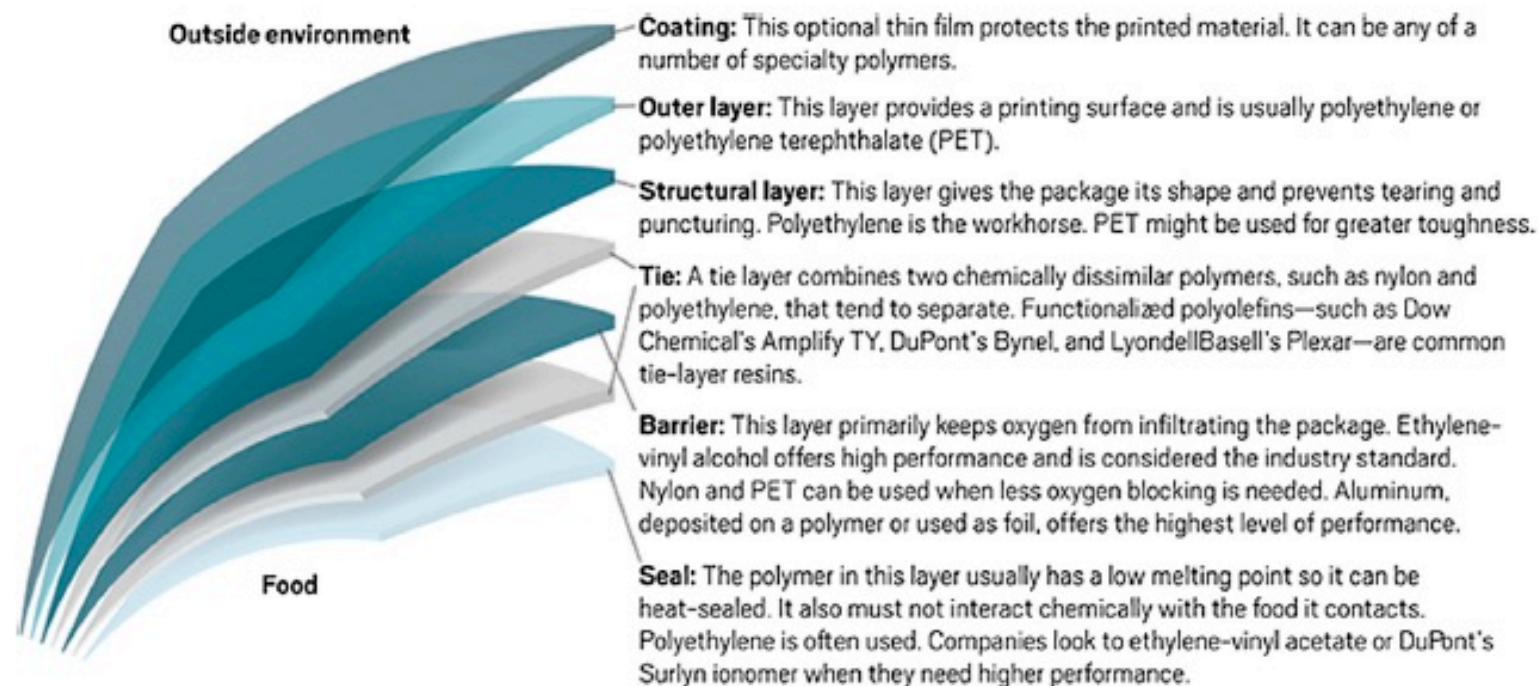 Outside environment
Coating: This optional thin film protects the printed material. It can be any of a
number of specialty polymers.
Outer layer: This layer provides a printing surface and is usually polyethylene or
polyethylene terephthalate (PET).
Structural layer: This layer gives the package its shape and prevents tearing and
puncturing. Polyethylene is the workhorse. PET might be used for greater toughness.
Tie: A tie layer combines two chemically dissimilar polymers, such as nylon and
polyethylene, that tend to separate. Functionalized polyolefins—such as Dow
Chemical's Amplify TY, DuPont's Bynel, and LyondellBasell's Plexar—are common
tie-layer resins.
Barrier: This layer primarily keeps oxygen from infiltrating the package. Ethylene-
vinyl alcohol offers high performance and is considered the industry standard.
Nylon and PET can be used when less oxygen blocking is needed. Aluminum,
deposited on a polymer or used as foil, offers the highest level of performance.
Food
Seal: The polymer in this layer usually has a low melting point so it can be
heat-sealed. It also must not interact chemically with the food it contacts.
Polyethylene is often used. Companies look to ethylene-vinyl acetate or DuPont's
Surlyn ionomer when they need higher performance.